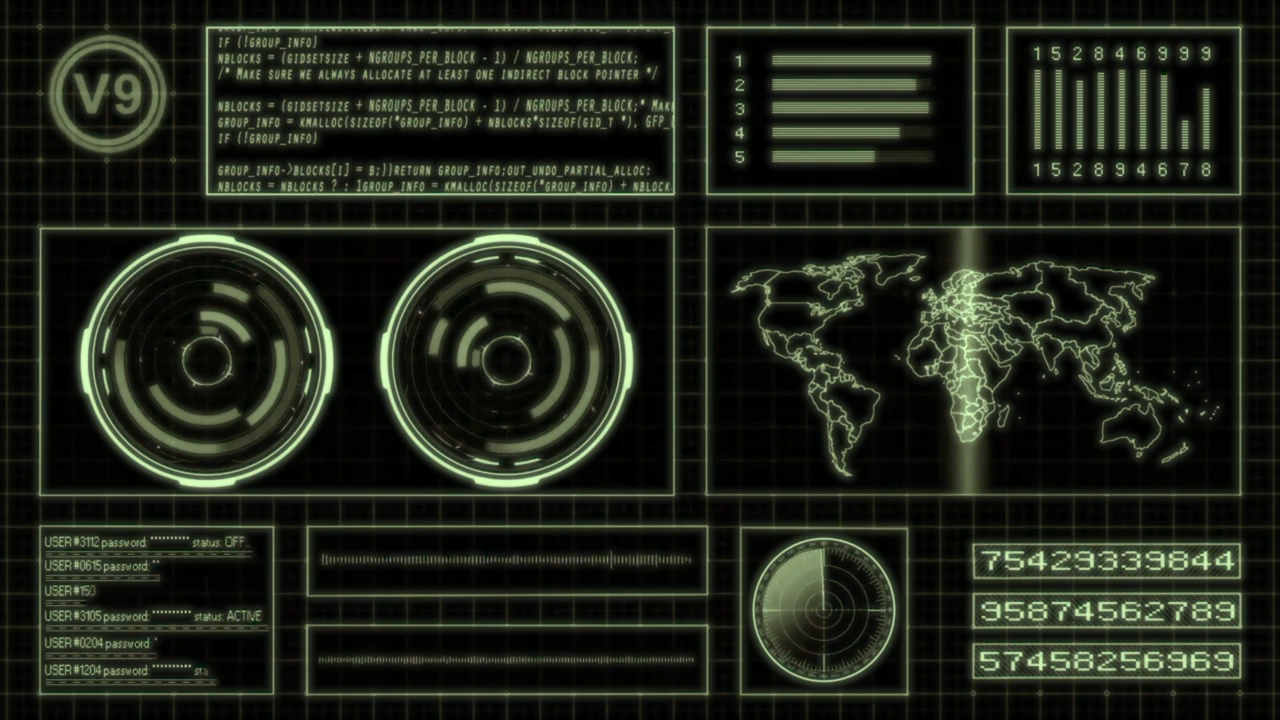 V9
IF (!GROUP_INFO)
NBLOCKS = (GIDSETSIZE + NGROUPS_PER_BLOCK - 1) / NGROUPS_PER_BLOCK;
/* MAKE SURE WE ALWAYS ALLOCATE AT LEAST ONE INDIRECT BLOCK POINTER */
NBLOCKS = (GIDSETSIZE + NGROUPS_PER_BLOCK - 1) / NGROUPS_PER_BLOCK;* MAK
GROUP_INFO = KMALLOC(SIZEOF(*GROUP_INFO) + NBLOCKS*SIZEOF(GID_T *), GFP_
IF (!GROUP_INFO)
GROUP_INFO->BLOCKS[I] = B;}}RETURN GROUP_INFO;OUT_UNDO_PARTIAL_ALLOC:
NBLOCKS = NBLOCKS ? : 1GROUP_INFO = KMALLOC(SIZEOF(*GROUP_INFO) + NBLOCK
1
2
3
4
5
1 5 2 8 4 6 9 9 9
1 5 2 8 9 4 6 7 8
USER #3112 password: ********** status: OFF
USER #0615 password: **
USER #150
USER #3105 password: ********** status: ACTIVE
USER #0204 password: *
USER #1204 password: ********** sta
75429339844
95874562789
57458256969